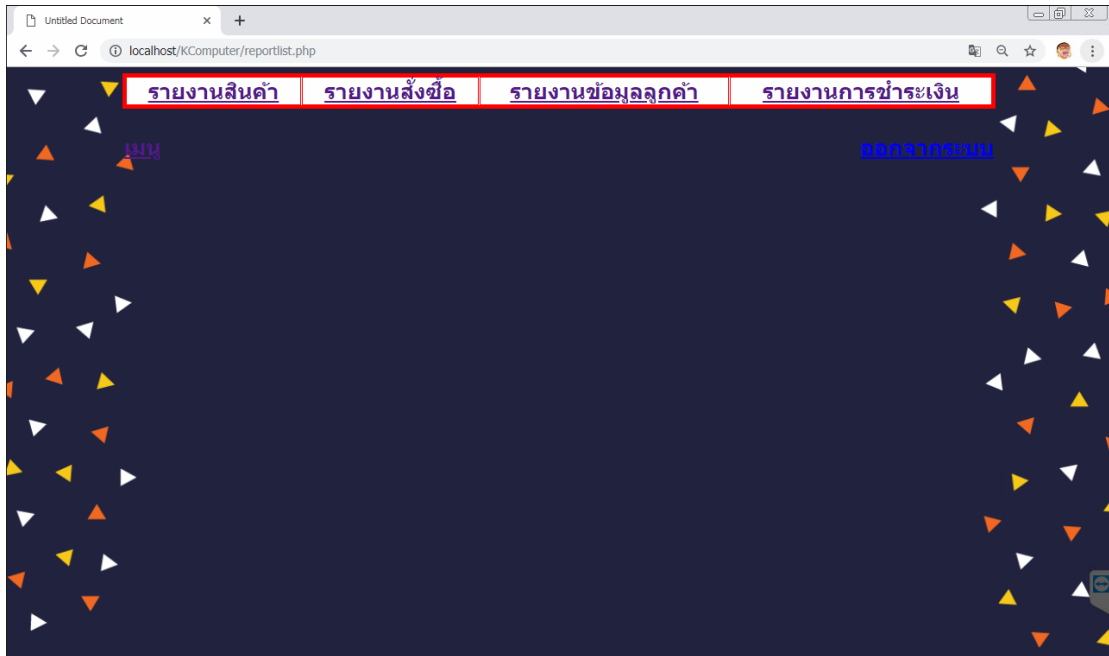 Untitled Document
localhost/KComputer/reportlist.php
รายงานสินค้า รายงานสั่งซื้อ รายงานข้อมูลลูกค้า รายงานการชำระเงิน
เมนู ออกจากระบบ